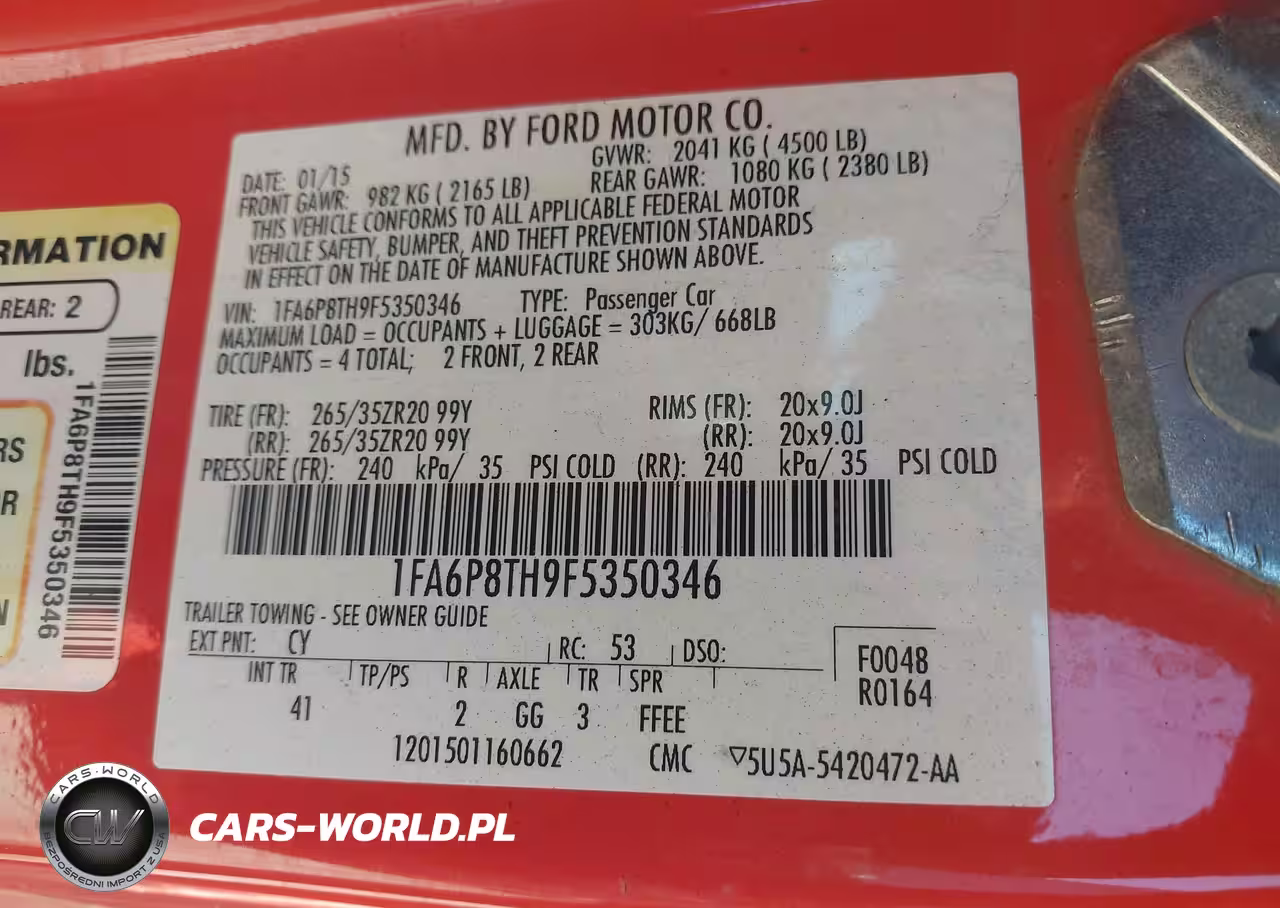 MFD. BY FORD MOTOR CO.
DATE: 01/15 GVWR: 2041 KG ( 4500 LB)
FRONT GAWR: 982 KG ( 2165 LB) REAR GAWR: 1080 KG ( 2380 LB)
THIS VEHICLE CONFORMS TO ALL APPLICABLE FEDERAL MOTOR
VEHICLE SAFETY, BUMPER, AND THEFT PREVENTION STANDARDS
IN EFFECT ON THE DATE OF MANUFACTURE SHOWN ABOVE.
VIN: 1FA6P8TH9F5350346 TYPE: Passenger Car
MAXIMUM LOAD = OCCUPANTS + LUGGAGE = 303KG/ 668LB
OCCUPANTS = 4 TOTAL; 2 FRONT, 2 REAR
TIRE (FR): 265/35ZR20 99Y RIMS (FR): 20x9.0J
(RR): 265/35ZR20 99Y (RR): 20x9.0J
PRESSURE (FR): 240 kPa/ 35 PSI COLD (RR): 240 kPa/ 35 PSI COLD
1FA6P8TH9F5350346
TRAILER TOWING - SEE OWNER GUIDE
EXT PNT: CY RC: 53 DSO:
F0048
R0164
INT TR TP/PS R AXLE TR SPR
41 2 GG 3 FFEE
1201501160662 CMC ▽5U5A-5420472-AA
RMATION
REAR: 2
lbs.
1FA6P8TH9F5350346
RS
R
N
CARS-WORLD
CW
BEZPOŚREDNI IMPORT Z USA
CARS-WORLD.PL